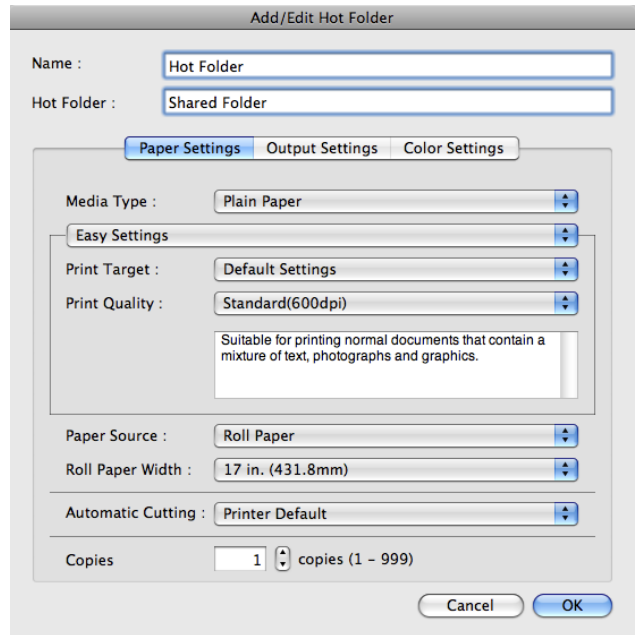 Add/Edit Hot Folder
Name : Hot Folder
Hot Folder : Shared Folder
Paper Settings Output Settings Color Settings
Media Type : Plain Paper
Easy Settings
Print Target : Default Settings
Print Quality : Standard(600dpi)
Suitable for printing normal documents that contain a
mixture of text, photographs and graphics.
Paper Source : Roll Paper
Roll Paper Width : 17 in. (431.8mm)
Automatic Cutting : Printer Default
Copies 1 copies (1 – 999)
Cancel OK